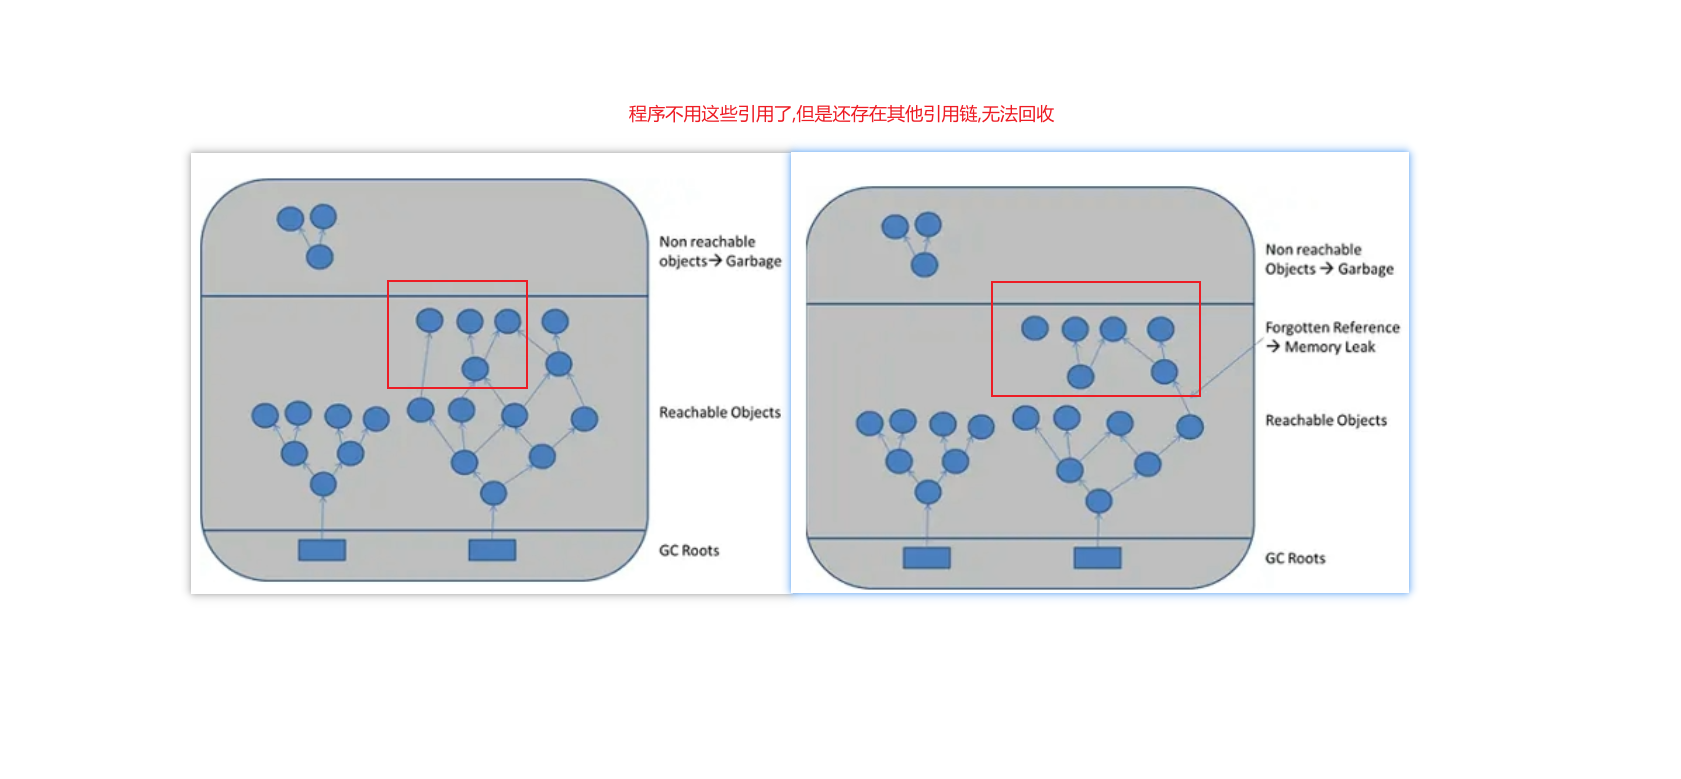 程序不用这些引用了,但是还存在其他引用链,无法回收
Non reachable
objects→ Garbage
Reachable Objects
GC Roots
Non reachable
Objects → Garbage
Forgotten Reference
→ Memory Leak
Reachable Objects
GC Roots